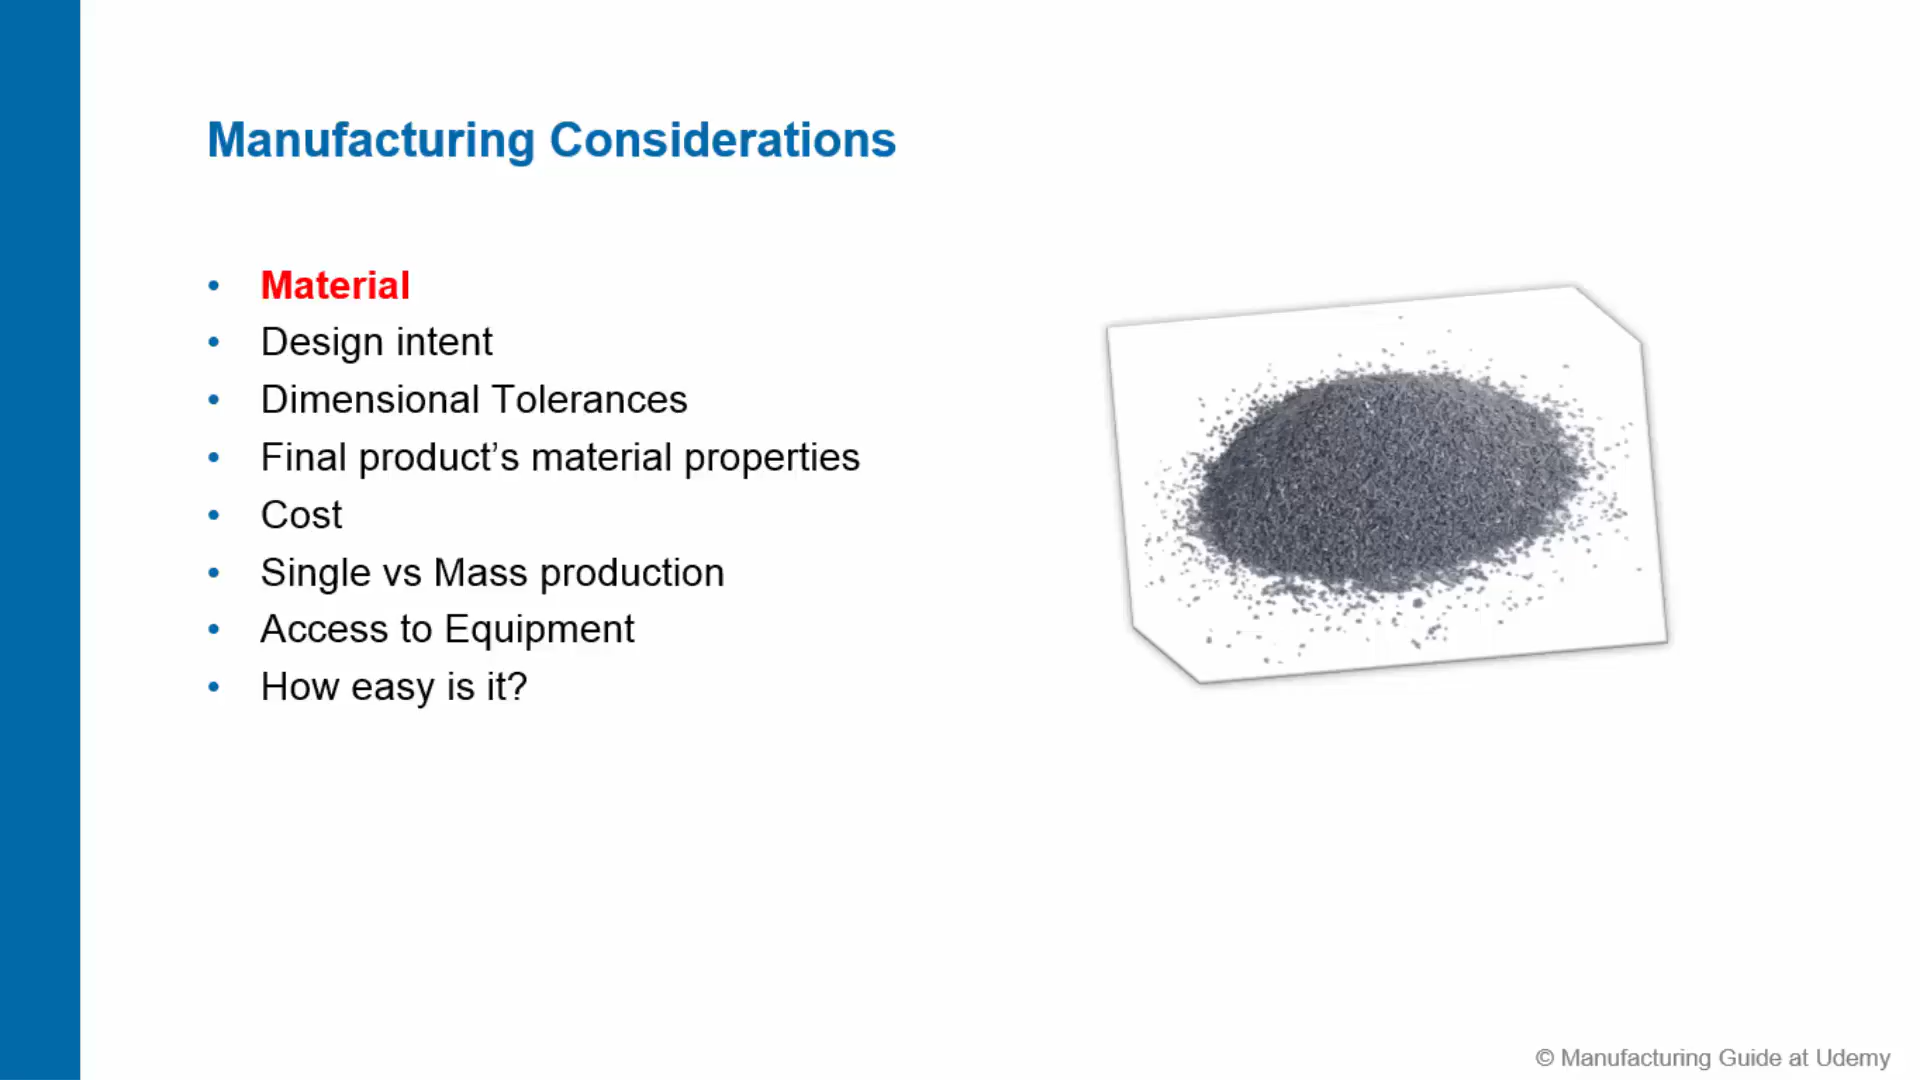 Manufacturing Considerations
• Material
• Design intent
• Dimensional Tolerances
• Final product’s material properties
• Cost
• Single vs Mass production
• Access to Equipment
• How easy is it?
© Manufacturing Guide at Udemy